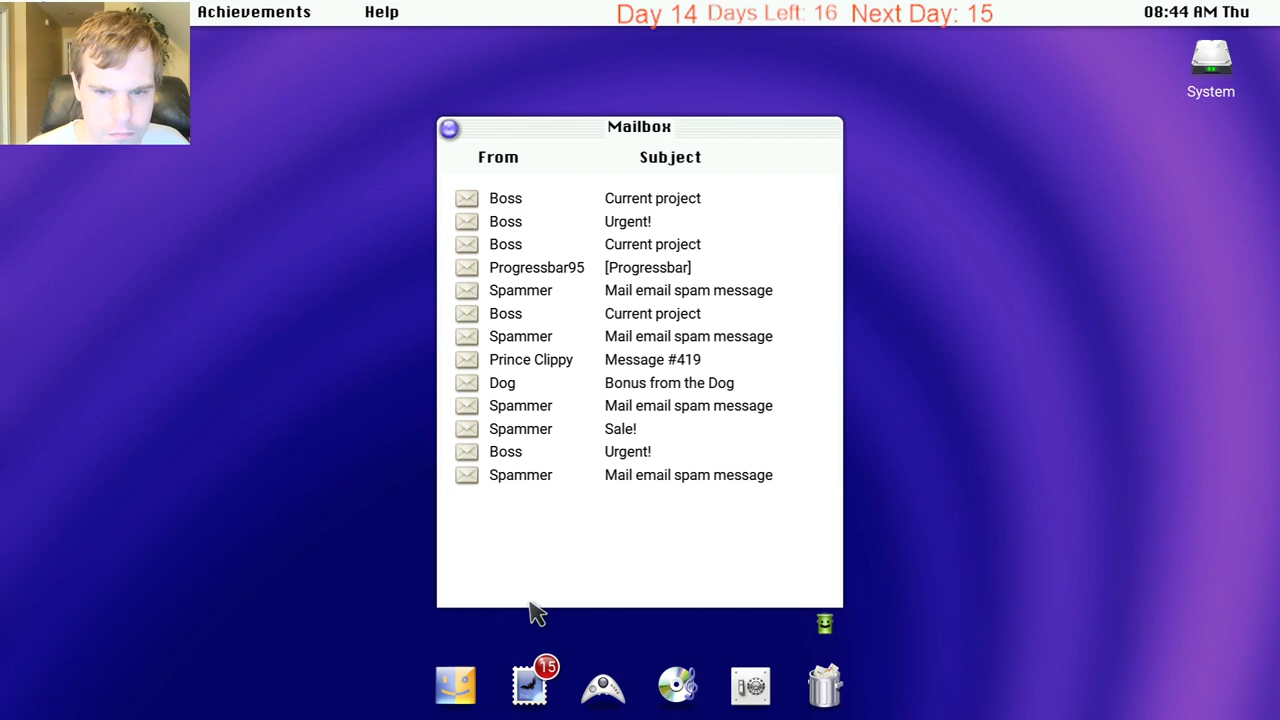 Achievements Help Day 14 Days Left: 16 Next Day: 15 08:44 AM Thu
System
Mailbox
From Subject
Boss Current project
Boss Urgent!
Boss Current project
Progressbar95 [Progressbar]
Spammer Mail email spam message
Boss Current project
Spammer Mail email spam message
Prince Clippy Message #419
Dog Bonus from the Dog
Spammer Mail email spam message
Spammer Sale!
Boss Urgent!
Spammer Mail email spam message
15